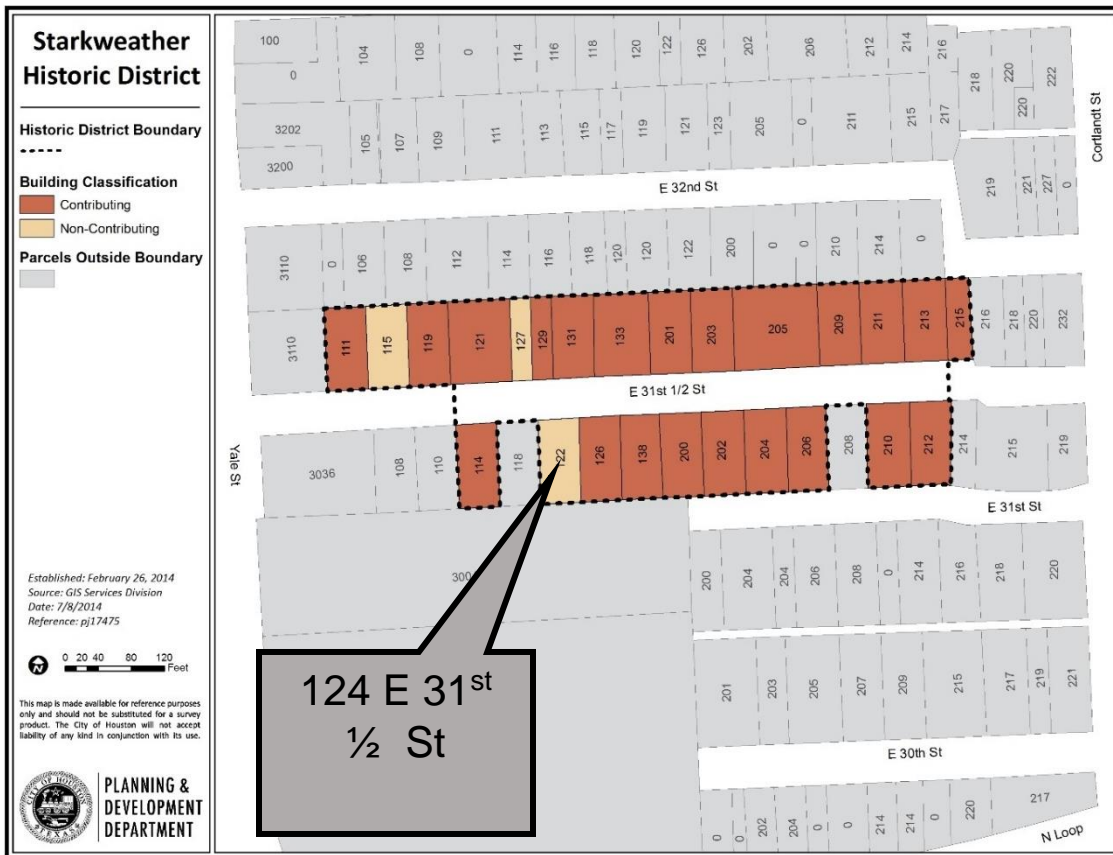 Starkweather
Historic District
Historic District Boundary
Building Classification
Contributing
Non-Contributing
Parcels Outside Boundary
Established: February 26, 2014
Source: GIS Services Division
Date: 7/8/2014
Reference: pj17475
N
0 20 40 80 120
Feet
This map is made available for reference purposes
only and should not be substituted for a survey
product. The City of Houston will not accept
liability of any kind in conjunction with its use.
CITY OF HOUSTON
TEXAS
PLANNING &
DEVELOPMENT
DEPARTMENT
100 104 108 0 114 116 118 120 122 126 202 206 212 214 216
0
218 220 222
220
3202 105 107 109 111 113 115 117 119 121 123 205 0 211 215 217
3200
Cortlandt St
E 32nd St
219 221 227 0
3110 0 106 108 112 114 116 118 120 120 122 200 0 0 210 214 0
3110 111 115 119 121 127 129 131 133 201 203 205 209 211 213 215 216 218 220 232
E 31st 1/2 St
Yale St
3036 108 110 114 118 122 126 138 200 202 204 206 208 210 212 214 215 219
E 31st St
300
200 204 204 206 208 0 214 216 218 220
124 E 31st
½ St
201 203 205 207 209 215 217 219 221
E 30th St
0 0 202 204 0 0 214 214 0 220 217
N Loop